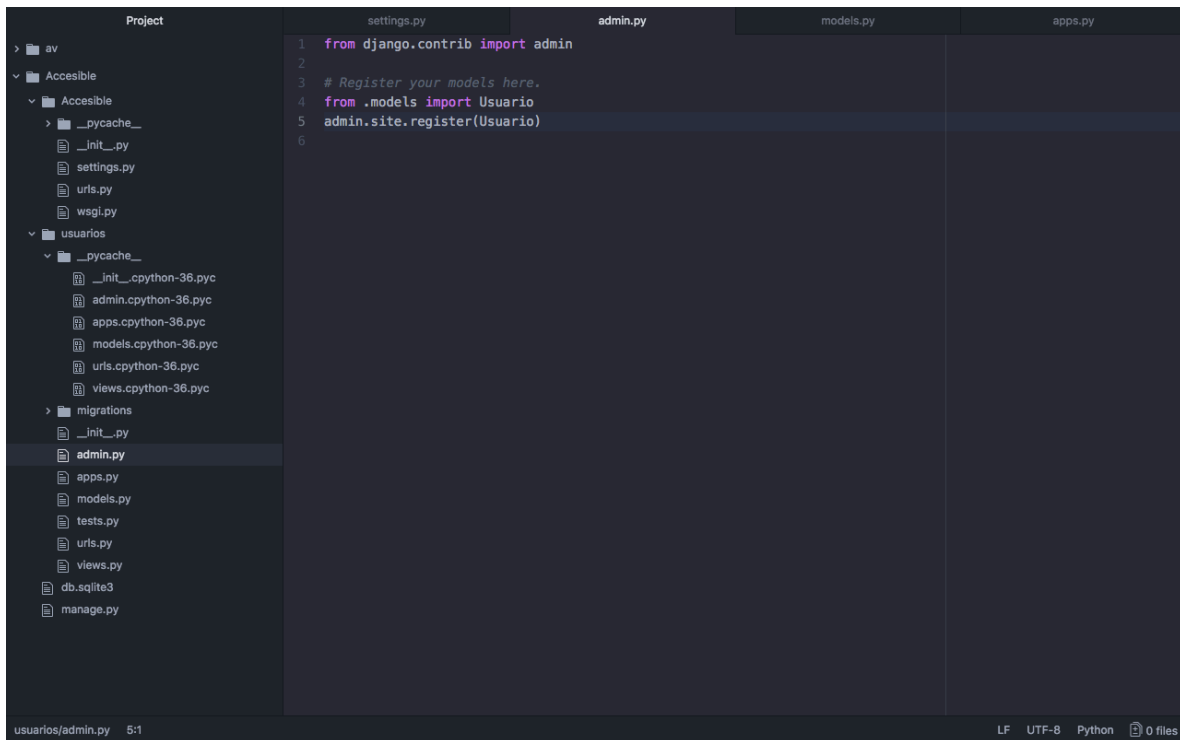 Project
av
Accesible
Accesible
__pycache__
__init__.py
settings.py
urls.py
wsgi.py
usuarios
__pycache__
__init__.cpython-36.pyc
admin.cpython-36.pyc
apps.cpython-36.pyc
models.cpython-36.pyc
urls.cpython-36.pyc
views.cpython-36.pyc
migrations
__init__.py
admin.py
apps.py
models.py
tests.py
urls.py
views.py
db.sqlite3
manage.py
settings.py admin.py models.py apps.py
1 from django.contrib import admin
2
3 # Register your models here.
4 from .models import Usuario
5 admin.site.register(Usuario)
6
usuarios/admin.py 5:1 LF UTF-8 Python 0 files